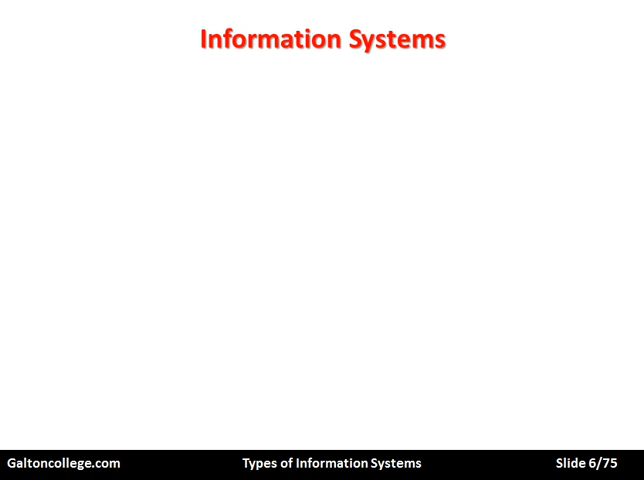 Information Systems
Galtoncollege.com Types of Information Systems Slide 6/75